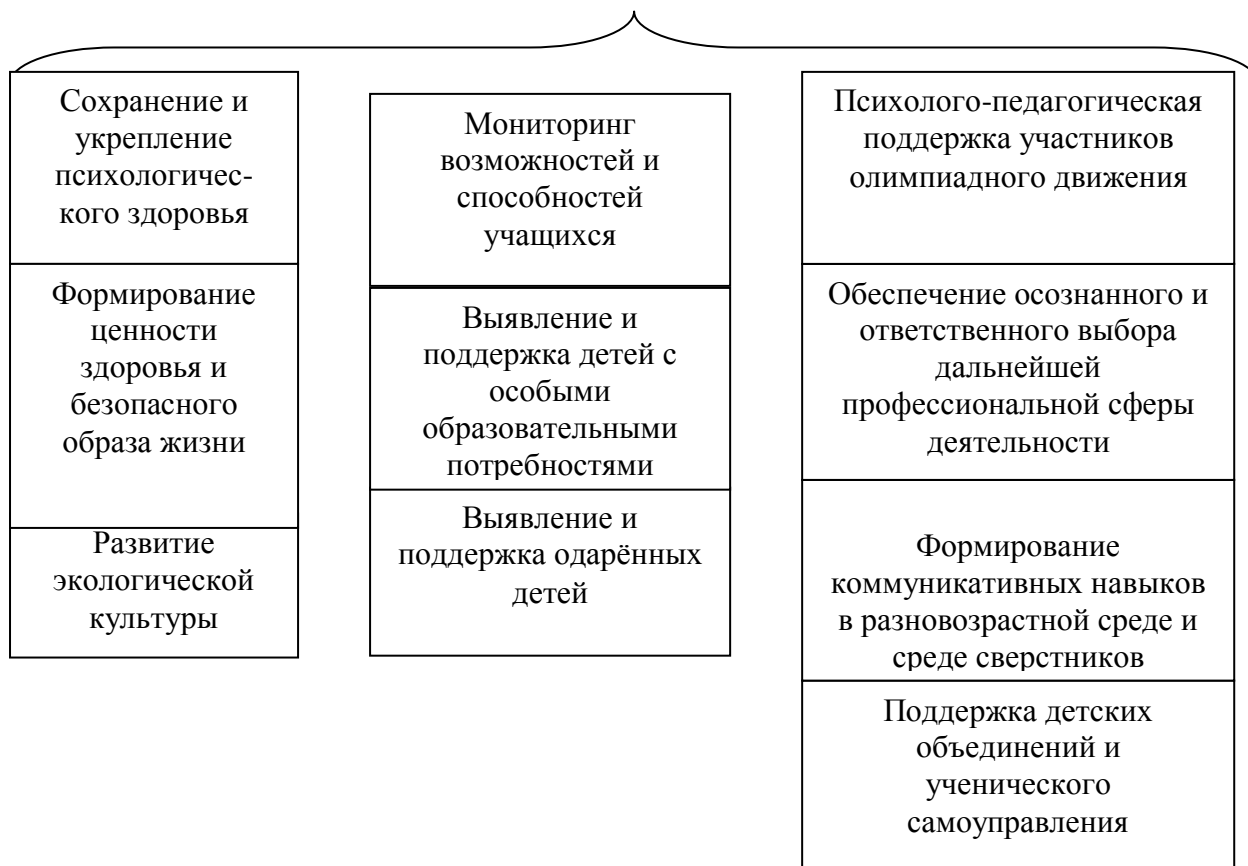 Сохранение и
укрепление
психологичес-
кого здоровья
Формирование
ценности
здоровья и
безопасного
образа жизни
Развитие
экологической
культуры
Мониторинг
возможностей и
способностей
учащихся
Выявление и
поддержка детей с
особыми
образовательными
потребностями
Выявление и
поддержка одарённых
детей
Психолого-педагогическая
поддержка участников
олимпиадного движения
Обеспечение осознанного и
ответственного выбора
дальнейшей
профессиональной сферы
деятельности
Формирование
коммуникативных навыков
в разновозрастной среде и
среде сверстников
Поддержка детских
объединений и
ученического
самоуправления